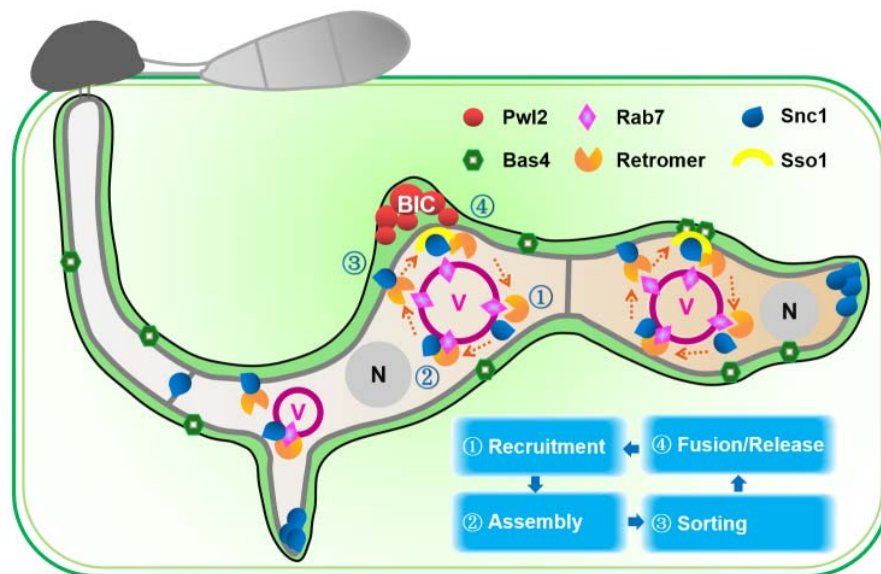 Pwl2 Rab7 Snc1
Bas4 Retromer Sso1
BIC
④
③
V
①
V
N
N
②
V
① Recruitment ④ Fusion/Release
② Assembly ③ Sorting